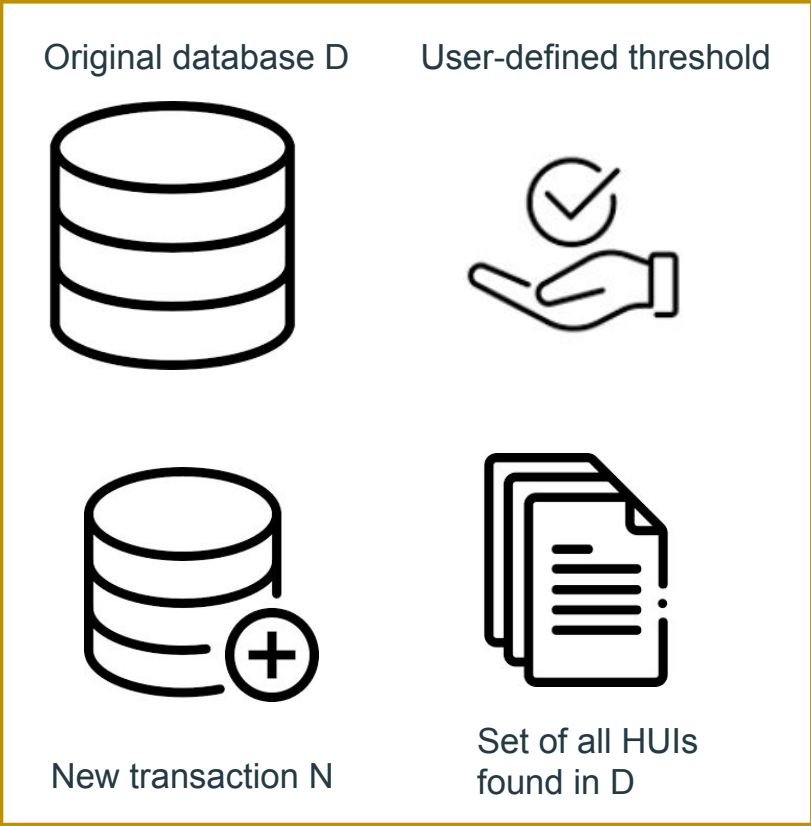 Original database D
User-defined threshold
New transaction N
Set of all HUIs
found in D